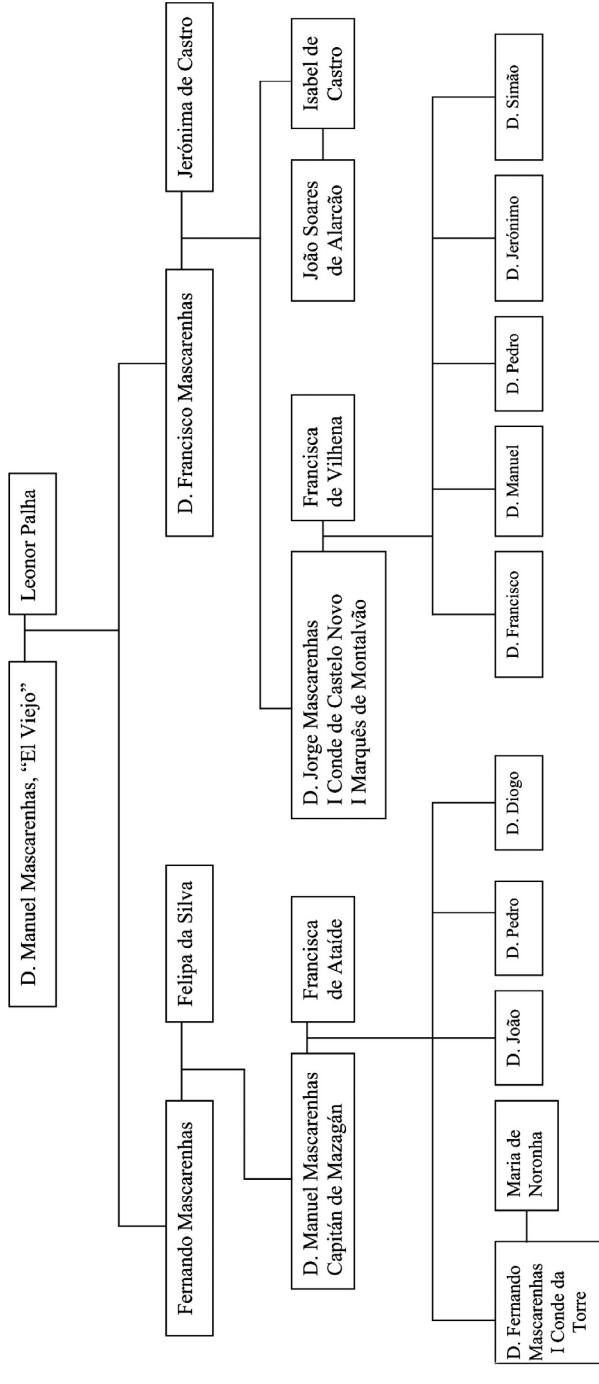 D. Manuel Mascarenhas, “El Viejo”
Leonor Palha
Fernando Mascarenhas
Felipa da Silva
D. Francisco Mascarenhas
Jerónima de Castro
D. Manuel Mascarenhas
Capitán de Mazagán
Francisca
de Ataíde
D. Jorge Mascarenhas
I Conde de Castelo Novo
I Marquês de Montalvão
Francisca
de Vilhena
João Soares
de Alarcão
Isabel de
Castro
D. Fernando
Mascarenhas
I Conde da
Torre
Maria de
Noronha
D. João
D. Pedro
D. Diogo
D. Francisco
D. Manuel
D. Pedro
D. Jerónimo
D. Simão